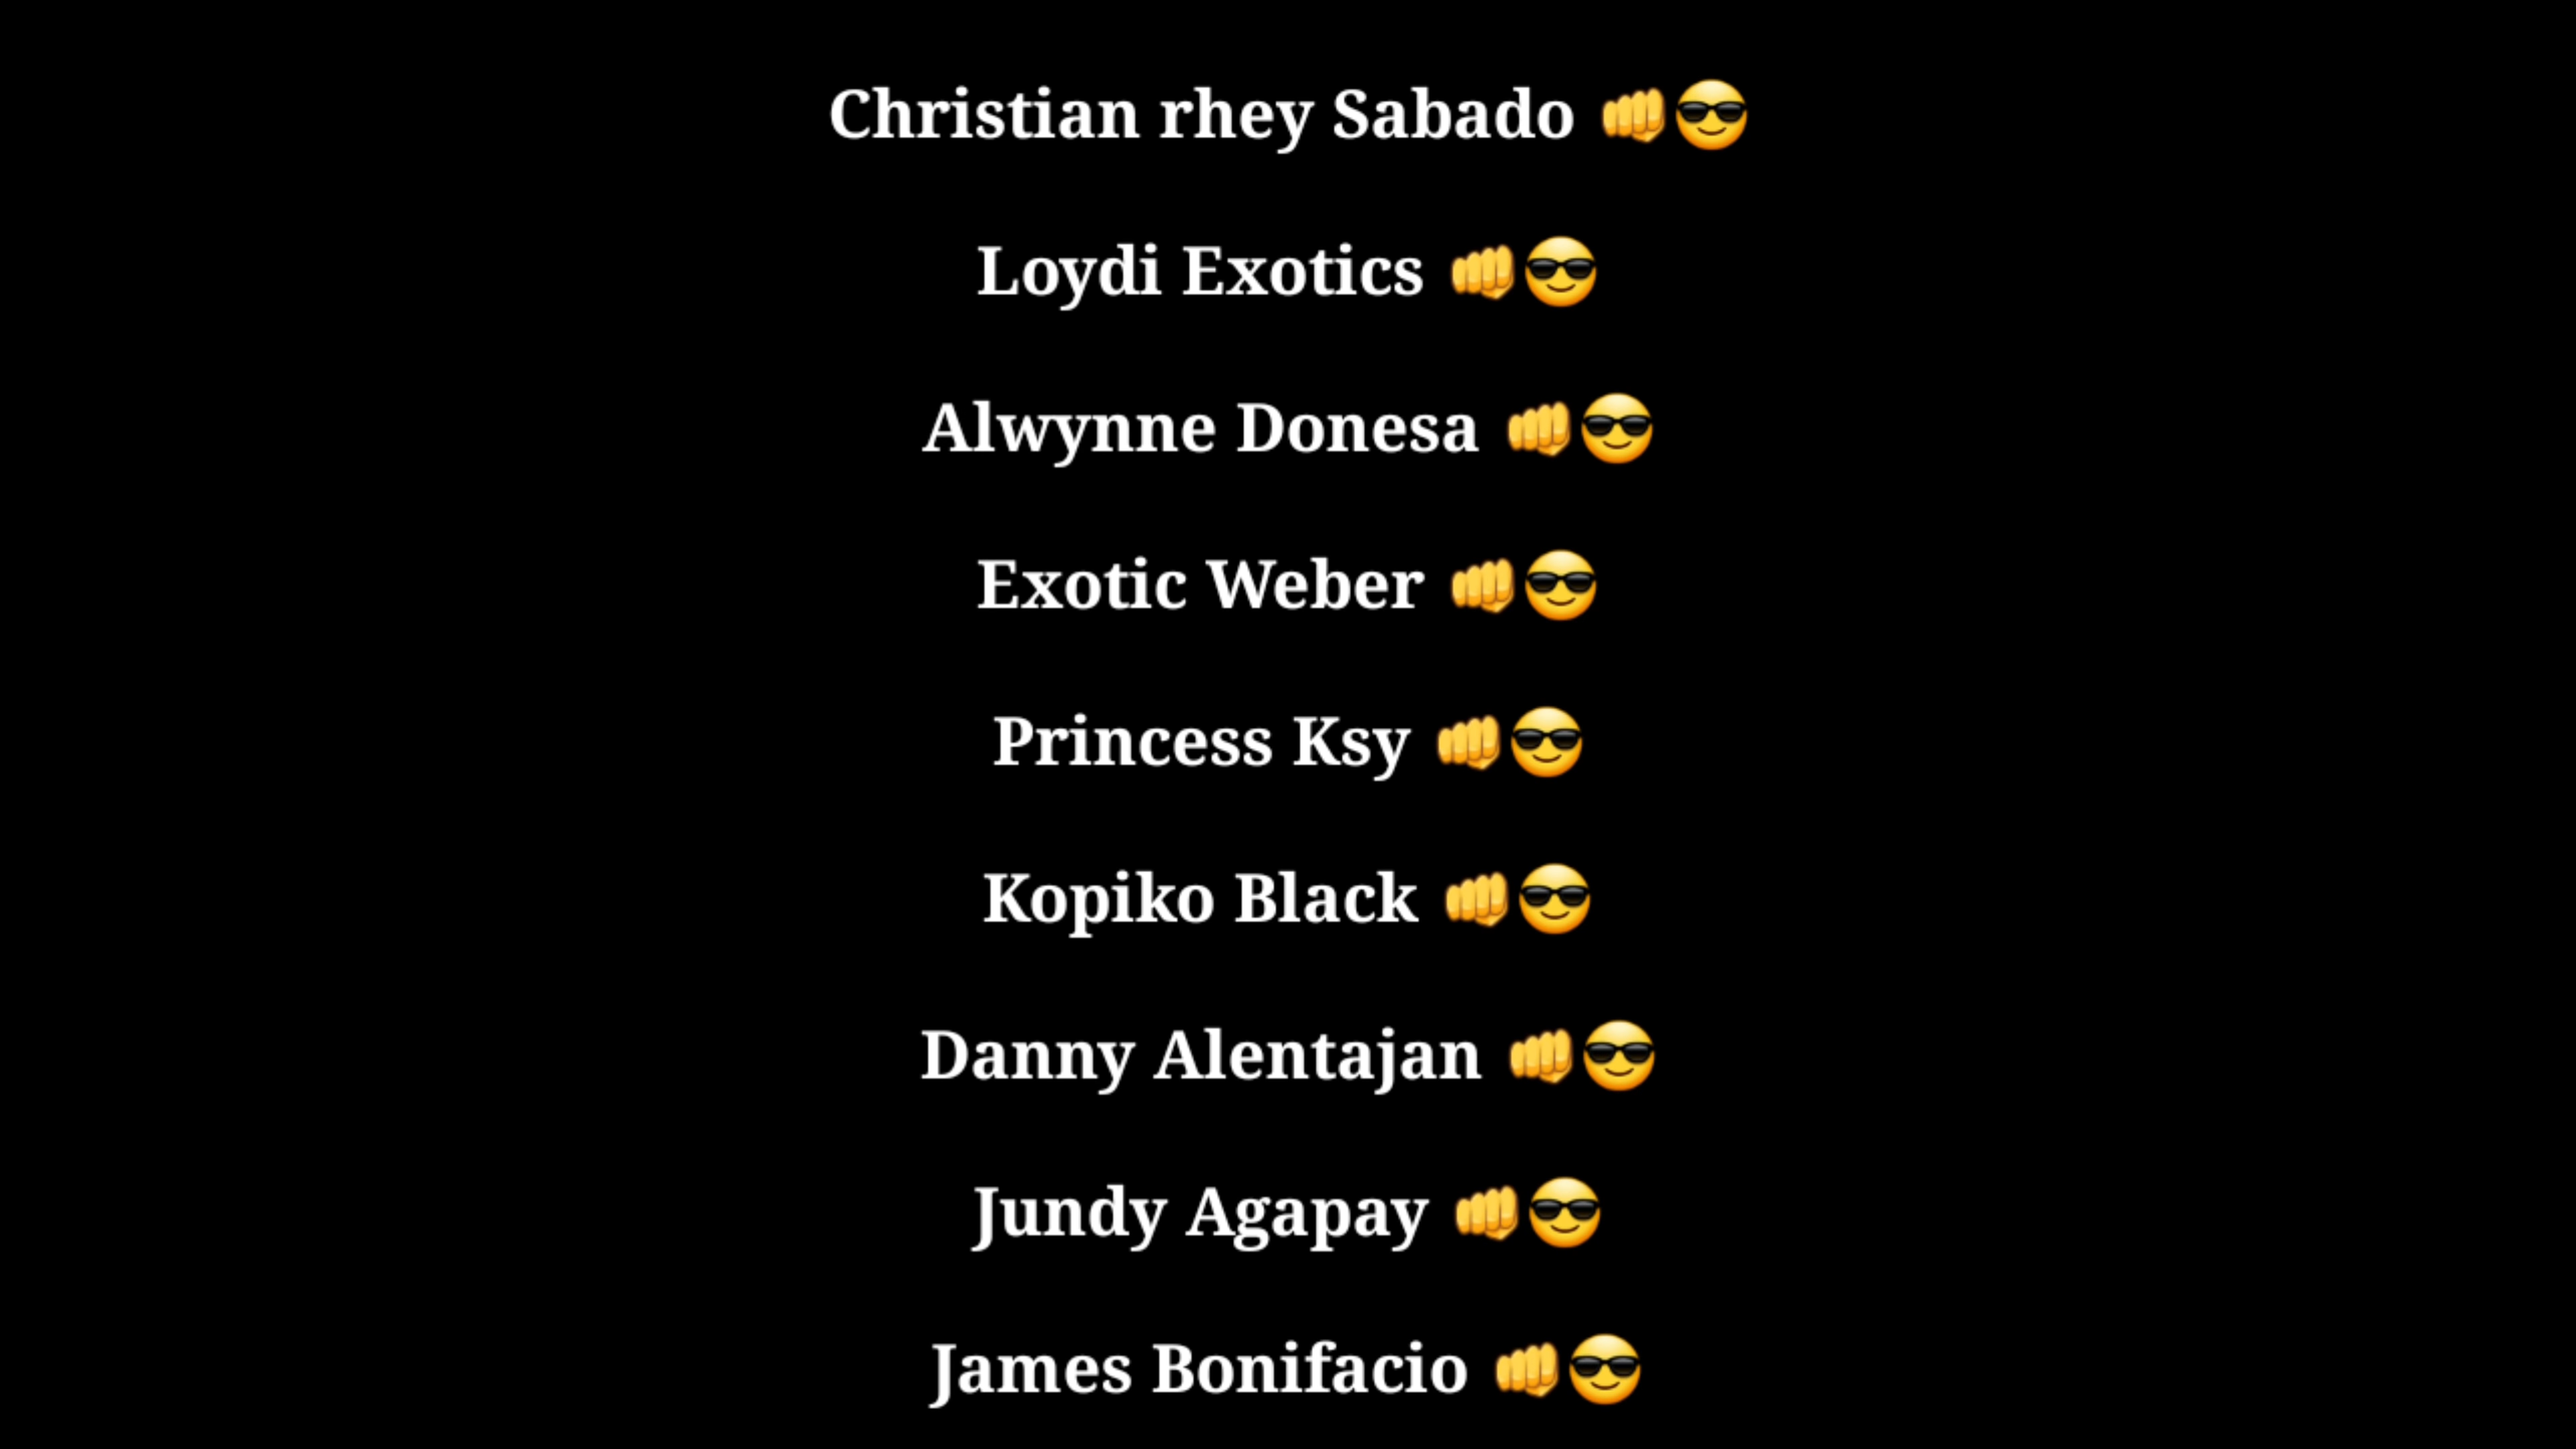 Christian rhey Sabado 👊😎
Loydi Exotics 👊😎
Alwynne Donesa 👊😎
Exotic Weber 👊😎
Princess Ksy 👊😎
Kopiko Black 👊😎
Danny Alentajan 👊😎
Jundy Agapay 👊😎
James Bonifacio 👊😎